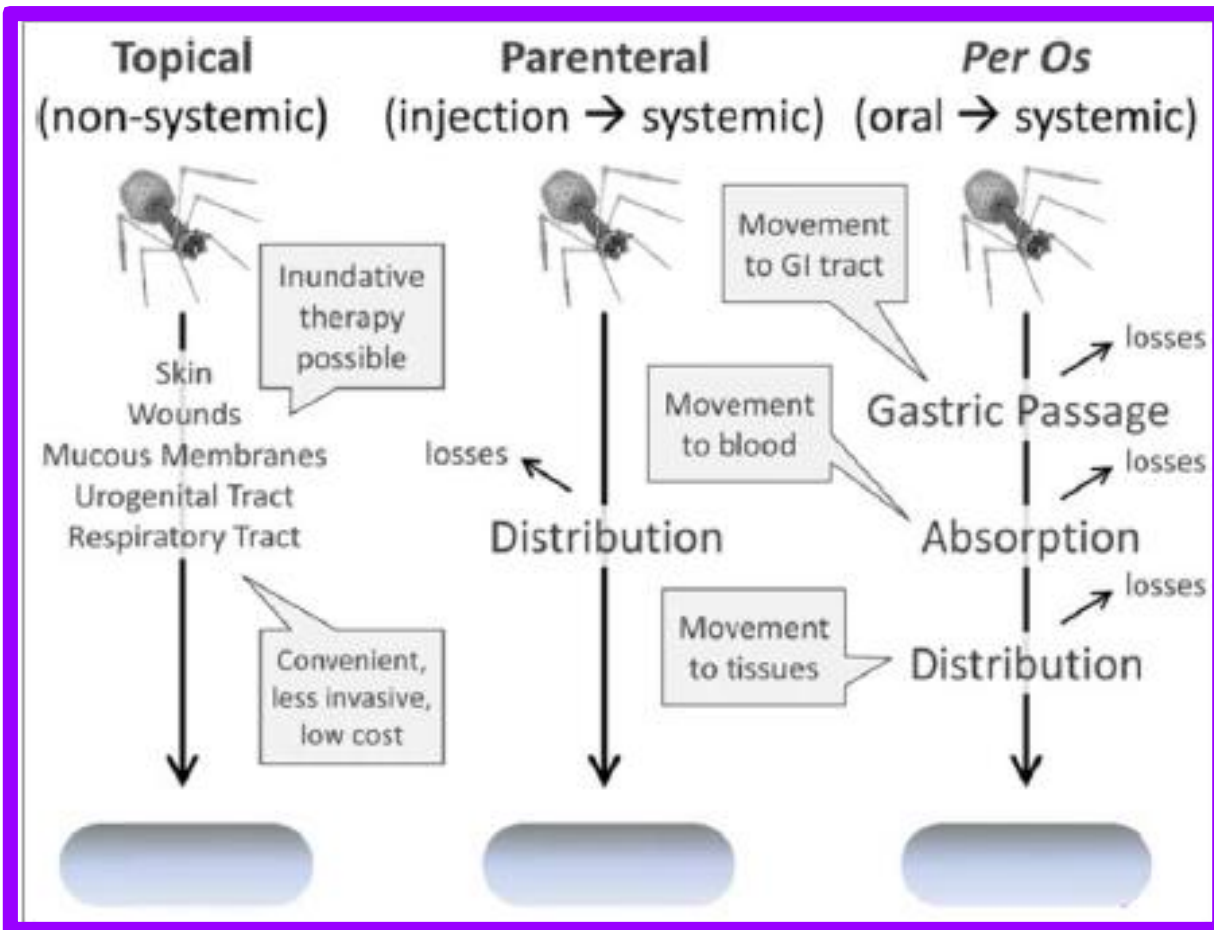 Topical
(non-systemic)
Inundative
therapy
possible
Skin
Wounds
Mucous Membranes
Urogenital Tract
Respiratory Tract
Convenient,
less invasive,
low cost
Parenteral
(injection → systemic)
losses
Distribution
Per Os
(oral → systemic)
Movement
to GI tract
losses
Gastric Passage
Movement
to blood
losses
Absorption
losses
Movement
to tissues
Distribution